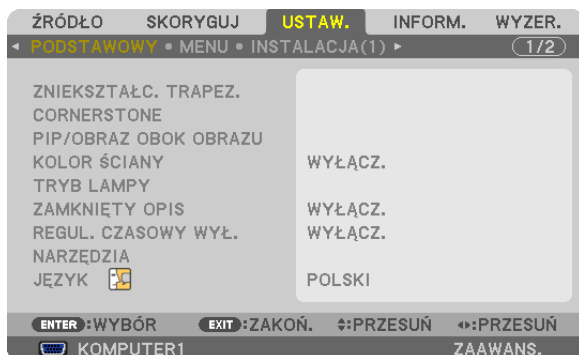 ŹRÓDŁO SKORYGUJ USTAW. INFORM. WYZER.
PODSTAWOWY • MENU • INSTALACJA(1) 1/2
ZNIEKSZTAŁC. TRAPEZ.
CORNERSTONE
PIP/OBRAZ OBOK OBRAZU
KOLOR ŚCIANY WYŁĄCZ.
TRYB LAMPY
ZAMKNIĘTY OPIS WYŁĄCZ.
REGUL. CZASOWY WYŁ. WYŁĄCZ.
NARZĘDZIA
JĘZYK POLSKI
ENTER :WYBÓR EXIT :ZAKOŃ. :PRZESUŃ :PRZESUŃ
KOMPUTER1 ZAAWANS.